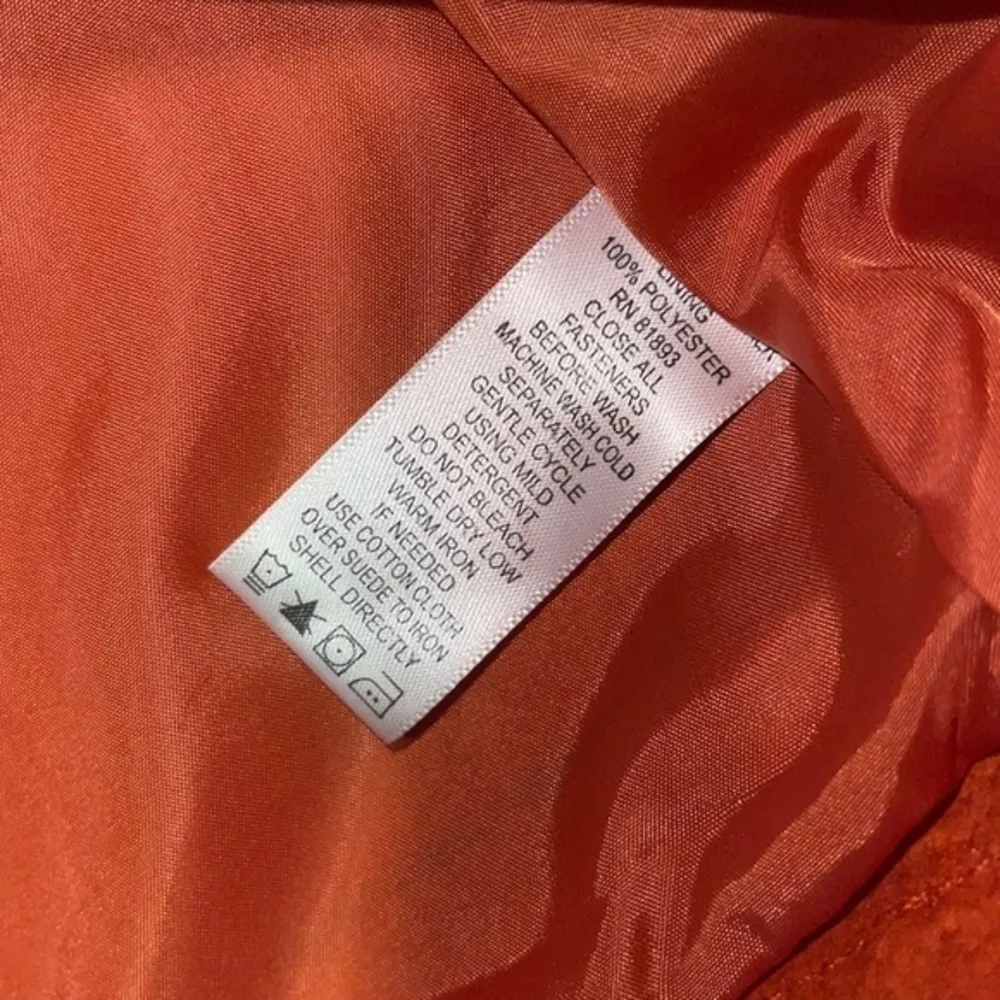 LINING
100% POLYESTER
RN 81893
CLOSE ALL
FASTENERS
BEFORE WASH
MACHINE WASH COLD
SEPARATELY
GENTLE CYCLE
USING MILD
DETERGENT
DO NOT BLEACH
TUMBLE DRY LOW
WARM IRON
IF NEEDED
USE COTTON CLOTH
OVER SUEDE TO IRON
SHELL DIRECTLY